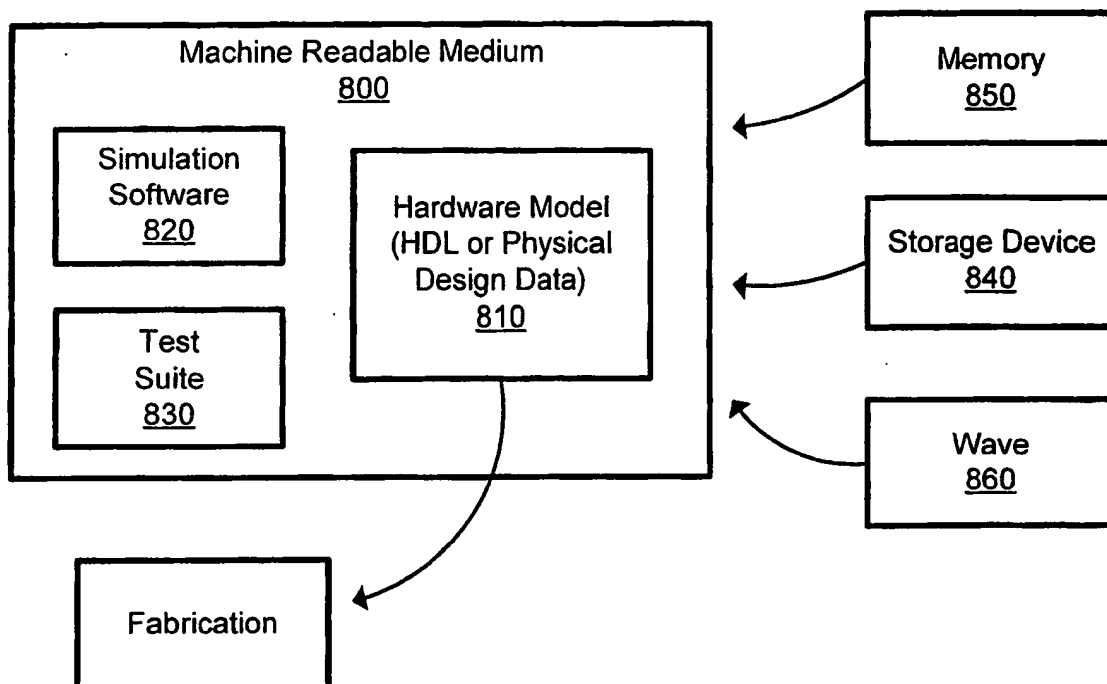 Machine Readable Medium
800
Simulation
Software
820
Test
Suite
830
Hardware Model
(HDL or Physical
Design Data)
810
Memory
850
Storage Device
840
Wave
860
Fabrication